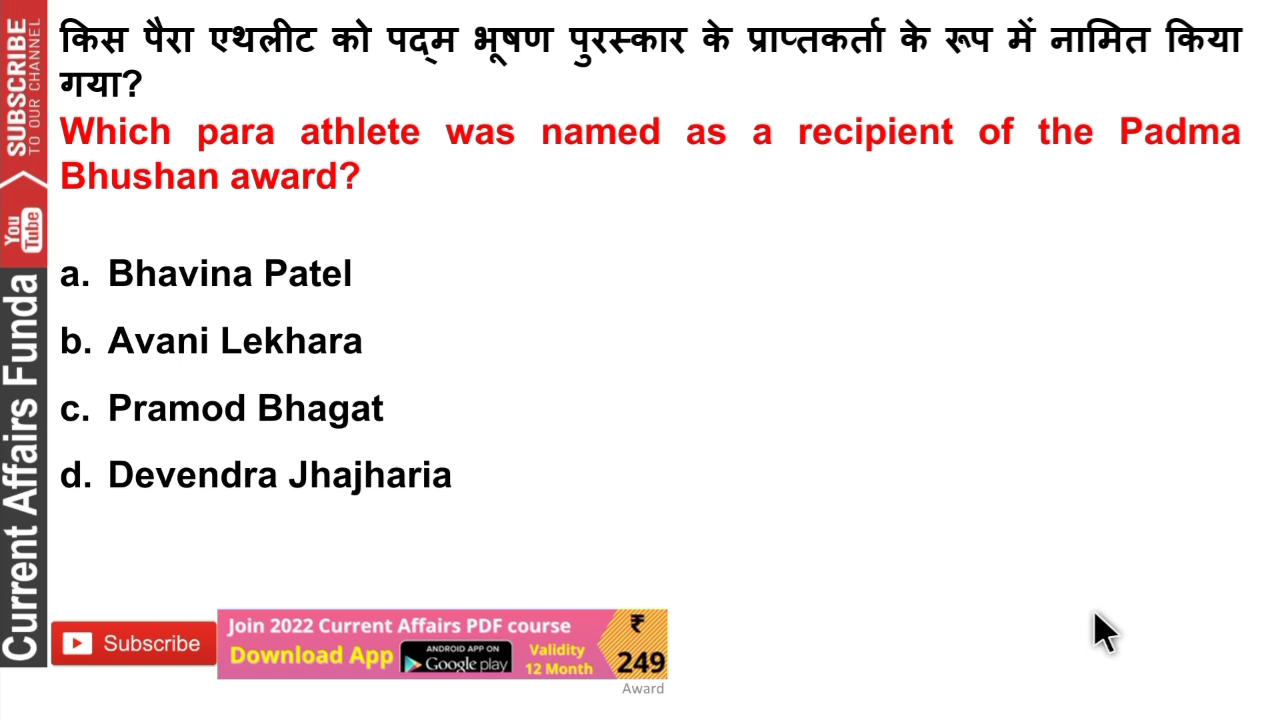 किस पैरा एथलीट को पद्म भूषण पुरस्कार के प्राप्तकर्ता के रूप में नामित किया
गया?
Which para athlete was named as a recipient of the Padma
Bhushan award?
a. Bhavina Patel
b. Avani Lekhara
c. Pramod Bhagat
d. Devendra Jhajharia
SUBSCRIBE
TO OUR CHANNEL
You
Tube
Current Affairs Funda
Subscribe
Join 2022 Current Affairs PDF course
Download App
ANDROID APP ON
Google play
Validity
12 Month
₹
249
Award